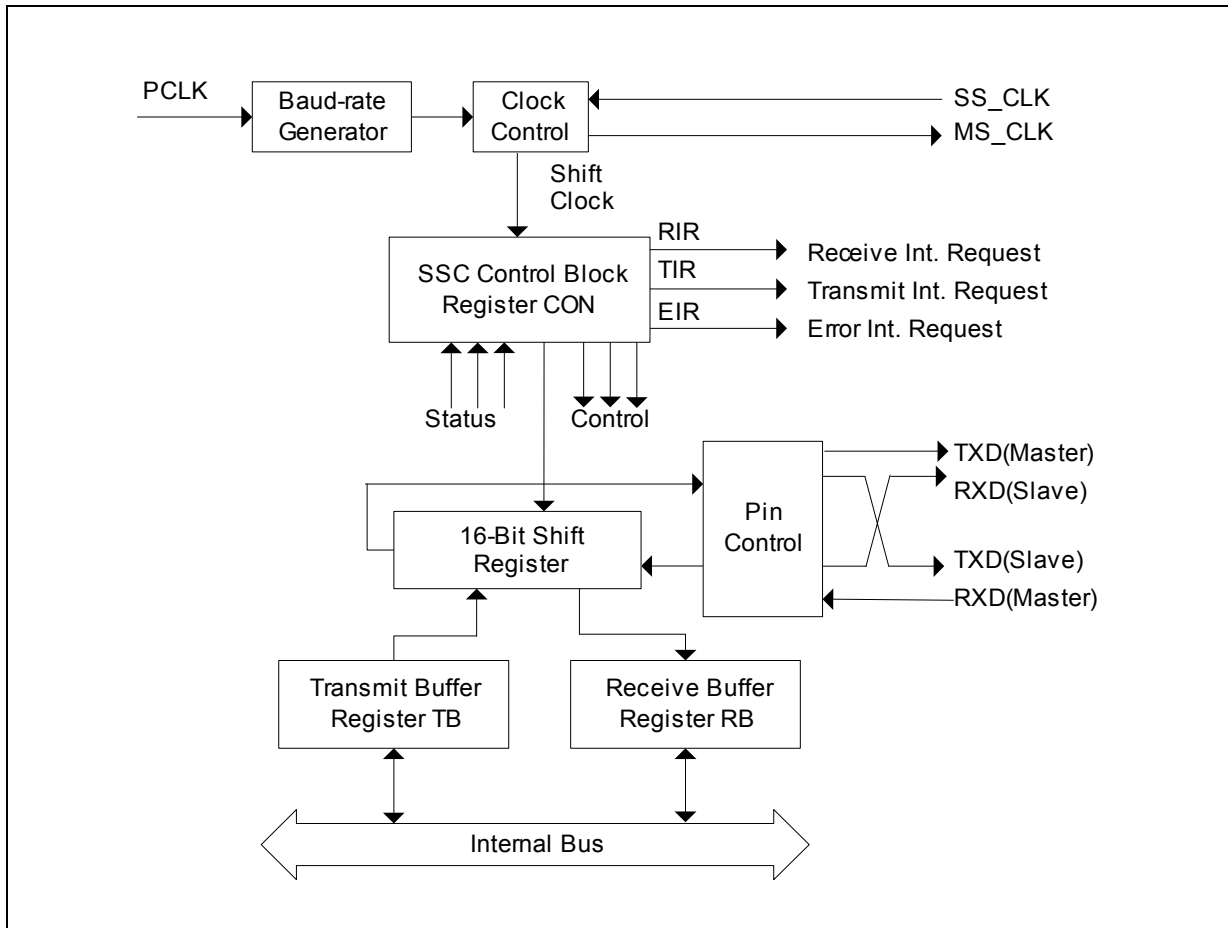 PCLK
Baud-rate
Generator
Clock
Control
SS_CLK
MS_CLK
Shift
Clock
SSC Control Block
Register CON
RIR
TIR
EIR
Receive Int. Request
Transmit Int. Request
Error Int. Request
Status
Control
16-Bit Shift
Register
Pin
Control
TXD(Master)
RXD(Slave)
TXD(Slave)
RXD(Master)
Transmit Buffer
Register TB
Receive Buffer
Register RB
Internal Bus